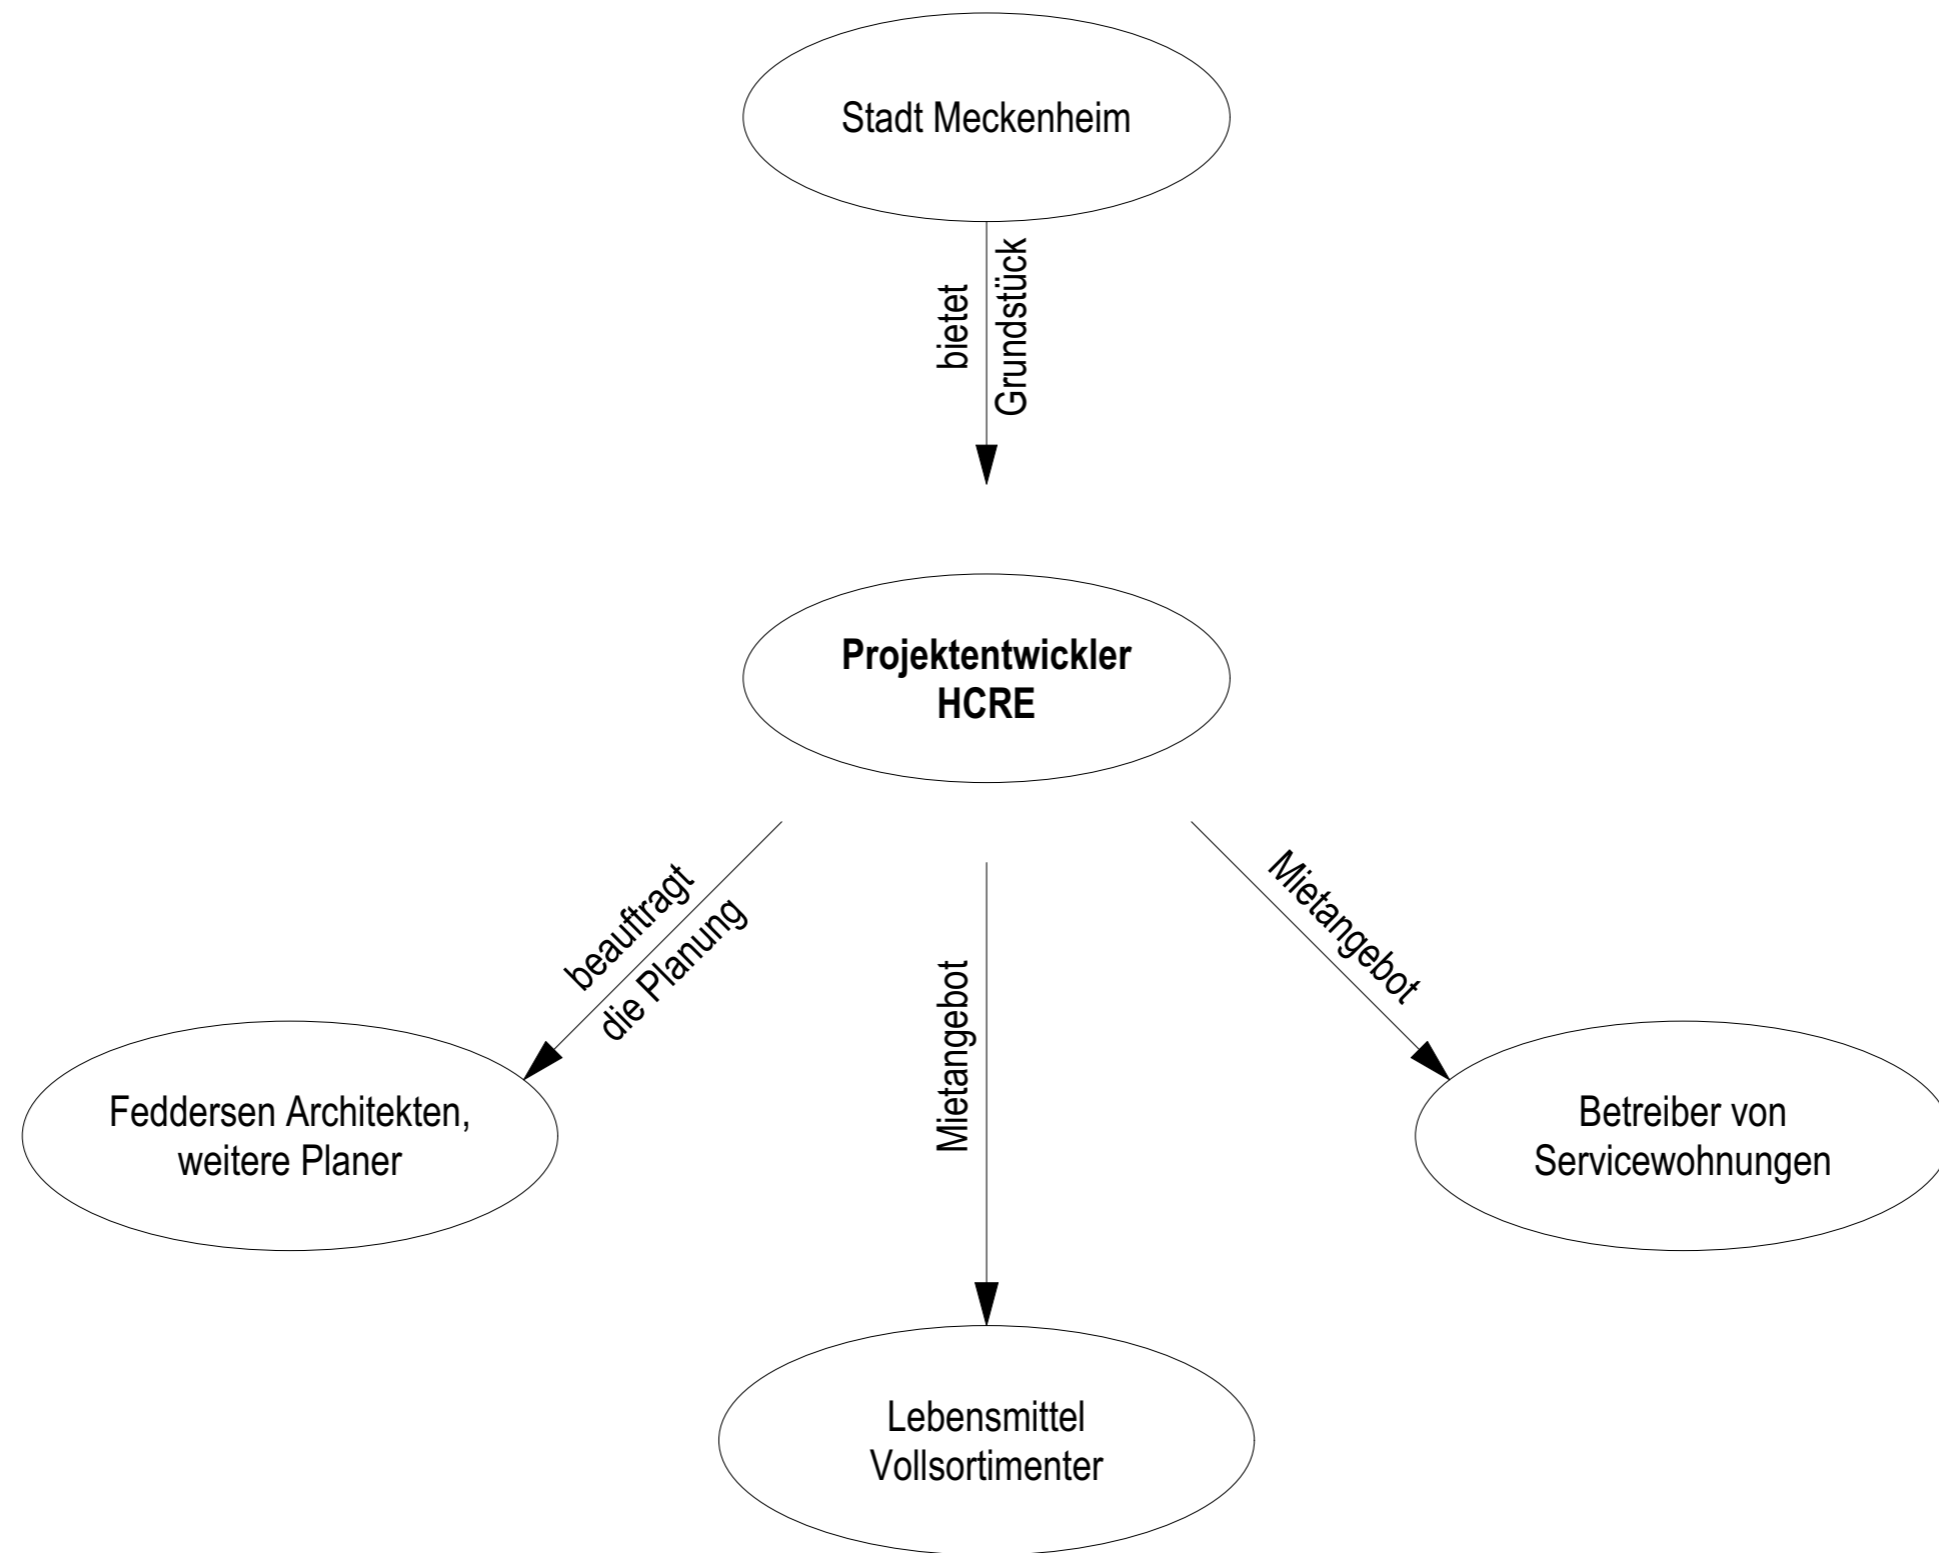 Stadt Meckenheim
bietet
Grundstück
Projektentwickler
HCRE
beauftragt
die Planung
Mietangebot
Mietangebot
Feddersen Architekten,
weitere Planer
Betreiber von
Servicewohnungen
Lebensmittel
Vollsortimenter